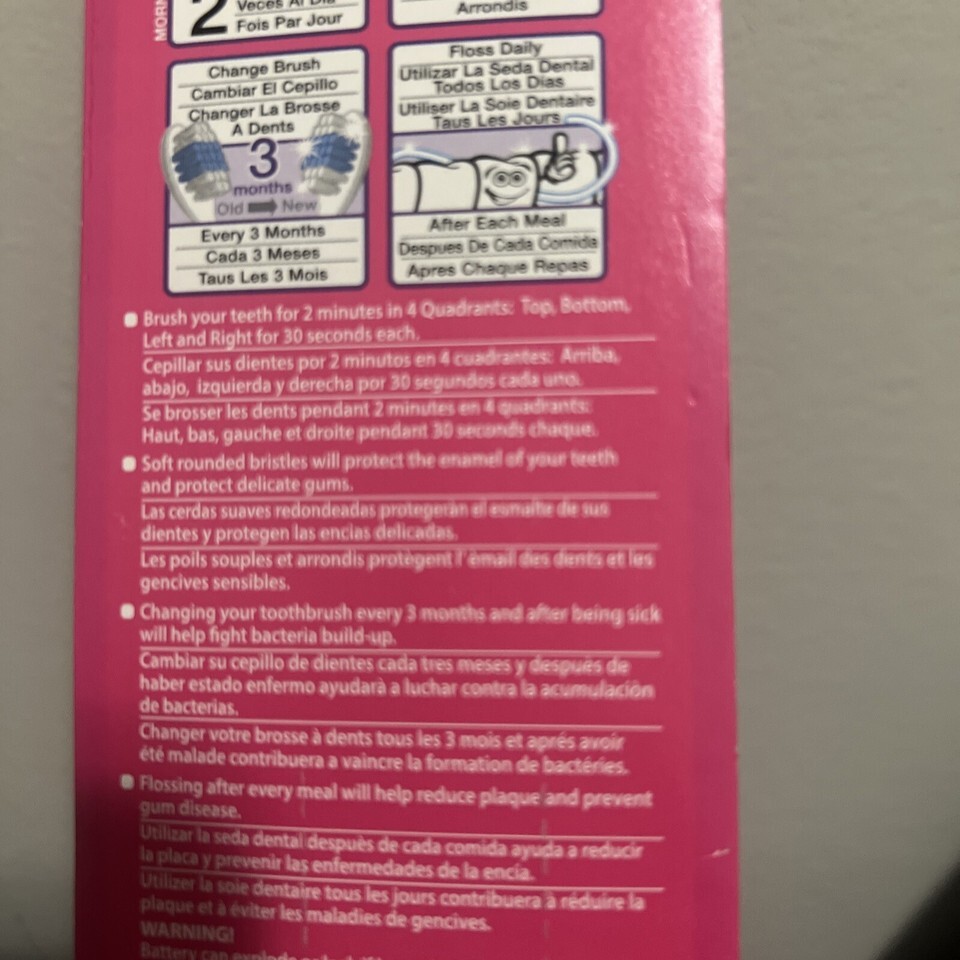 MORN
2
Veces Al Dia
Fois Par Jour
Arrondis
Change Brush
Cambiar El Cepillo
Changer La Brosse
A Dents
3
months
Old New
Every 3 Months
Cada 3 Meses
Taus Les 3 Mois
Floss Daily
Utilizar La Seda Dental
Todos Los Dias
Utiliser La Soie Dentaire
Taus Les Jours
After Each Meal
Despues De Cada Comida
Apres Chaque Repas
Brush your teeth for 2 minutes in 4 Quadrants: Top, Bottom,
Left and Right for 30 seconds each.
Cepillar sus dientes por 2 minutos en 4 cuadrantes: Arriba,
abajo, izquierda y derecha por 30 segundos cada uno.
Se brosser les dents pendant 2 minutes en 4 quadrants:
Haut, bas, gauche et droite pendant 30 seconds chaque.
Soft rounded bristles will protect the enamel of your teeth
and protect delicate gums.
Las cerdas suaves redondeadas protegerán el esmalte de sus
dientes y protegen las encias delicadas.
Les poils souples et arrondis protègent l'émail des dents et les
gencives sensibles.
Changing your toothbrush every 3 months and after being sick
will help fight bacteria build-up.
Cambiar su cepillo de dientes cada tres meses y después de
haber estado enfermo ayudarà a luchar contra la acumulación
de bacterias.
Changer votre brosse à dents tous les 3 mois et aprés avoir
été malade contribuera a vaincre la formation de bactéries.
Flossing after every meal will help reduce plaque and prevent
gum disease.
Utilizar la seda dental despuès de cada comida ayuda a reducir
la placa y prevenir las enfermedades de la encía.
Utilizer la soie dentaire tous les jours contribuera à réduire la
plaque et à éviter les maladies de gencives.
WARNING!
Battery can explode